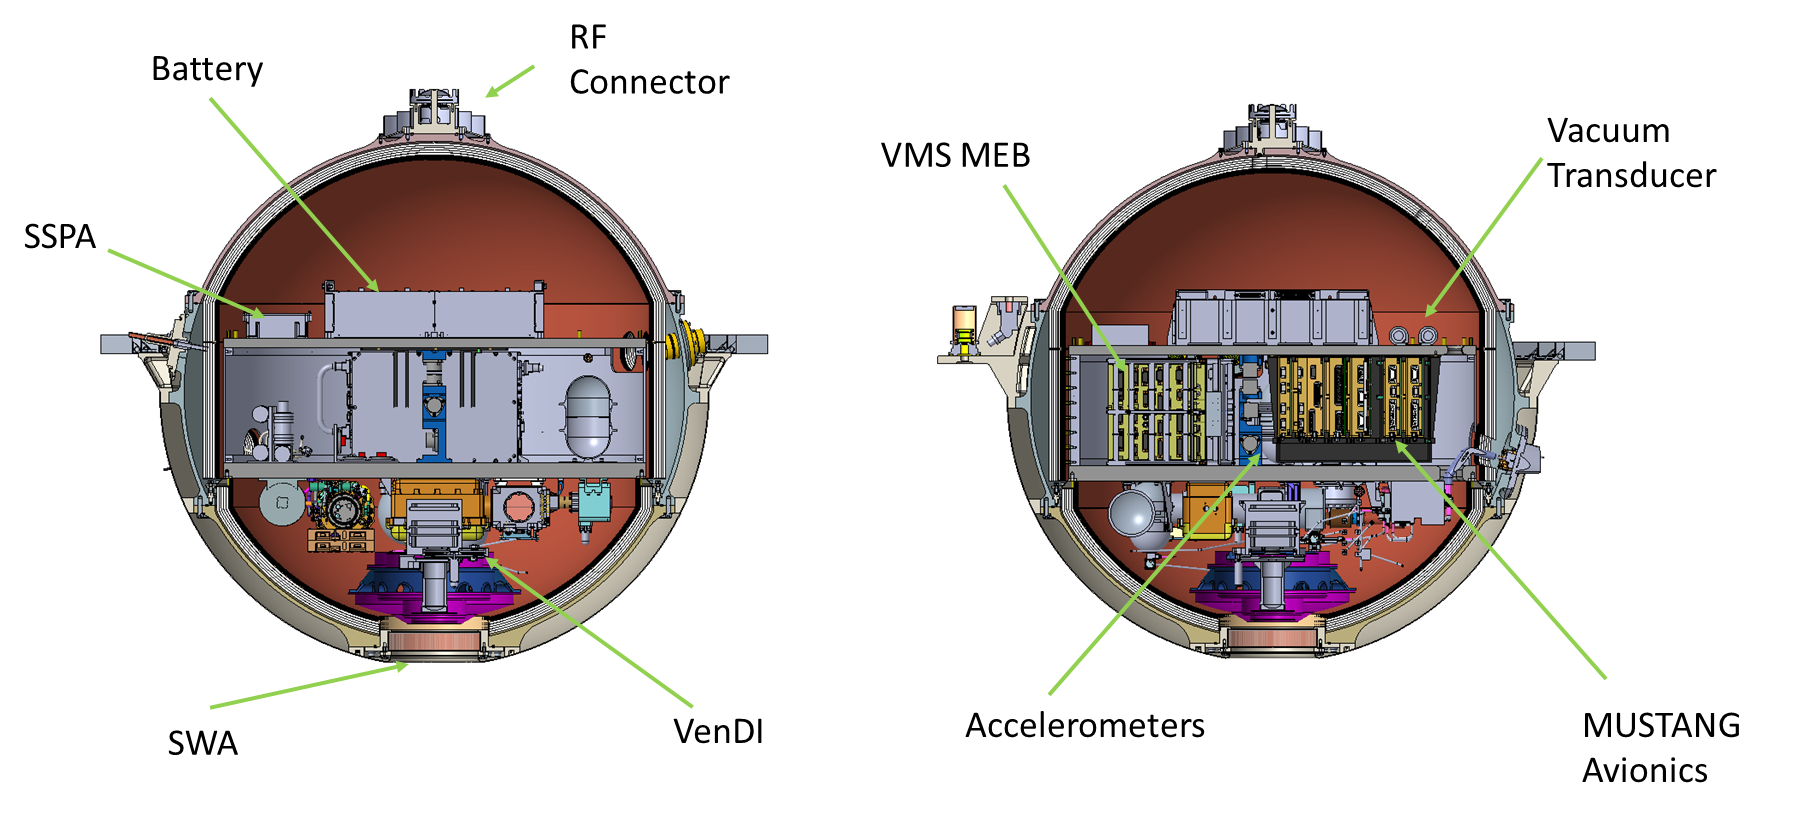 RF
Connector
Battery
SSPA
SWA
VenDI
VMS MEB
Vacuum
Transducer
Accelerometers
MUSTANG
Avionics